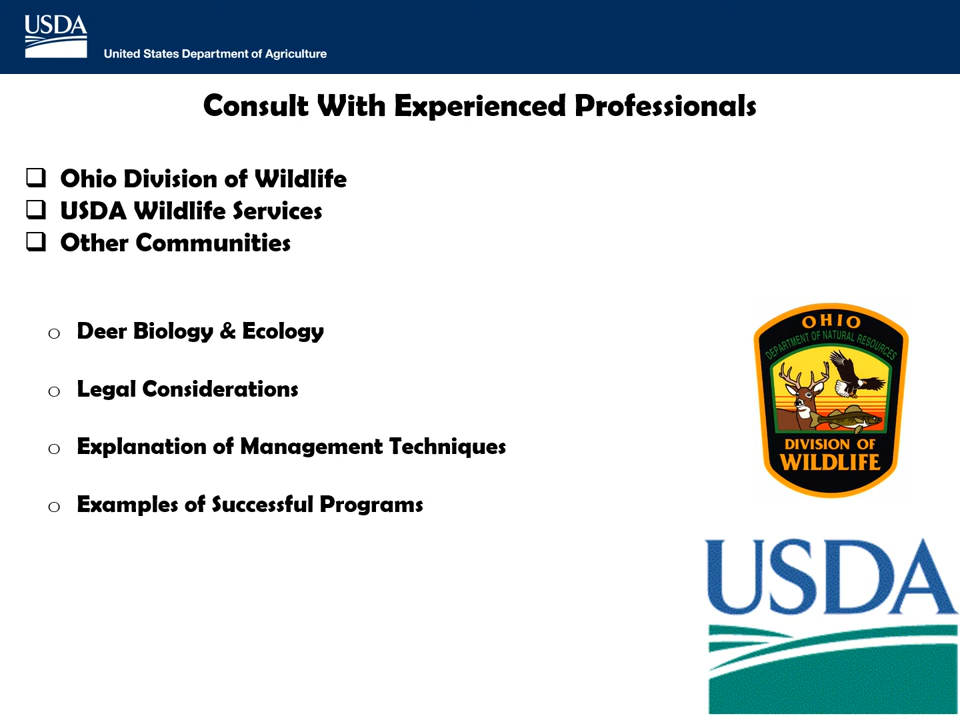 USDA
United States Department of Agriculture
Consult With Experienced Professionals
❑ Ohio Division of Wildlife
❑ USDA Wildlife Services
❑ Other Communities
o Deer Biology & Ecology
o Legal Considerations
o Explanation of Management Techniques
o Examples of Successful Programs
OHIO
DEPARTMENT OF NATURAL RESOURCES
DIVISION OF
WILDLIFE
USDA